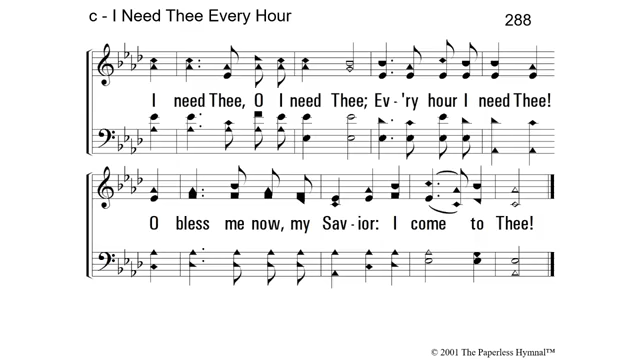 c - I Need Thee Every Hour
288
I need Thee, O I need Thee; Ev-'ry hour I need Thee!
O bless me now, my Sav-ior: I come to Thee!
© 2001 The Paperless Hymnal™